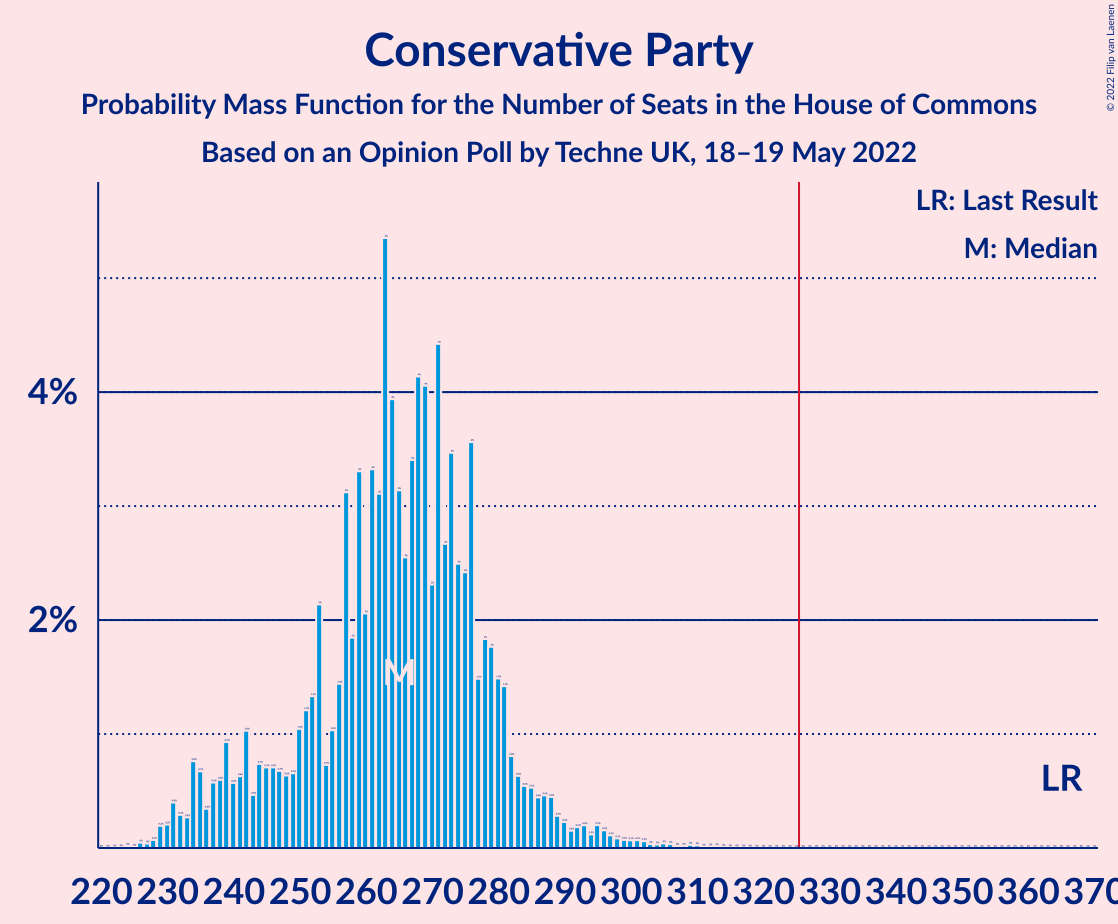 Conservative Party
Probability Mass Function for the Number of Seats in the House of Commons
Based on an Opinion Poll by Techne UK, 18–19 May 2022
© 2022 Filip van Laenen
LR: Last Result
M: Median
4%
2%
M
LR
220 230 240 250 260 270 280 290 300 310 320 330 340 350 360 370